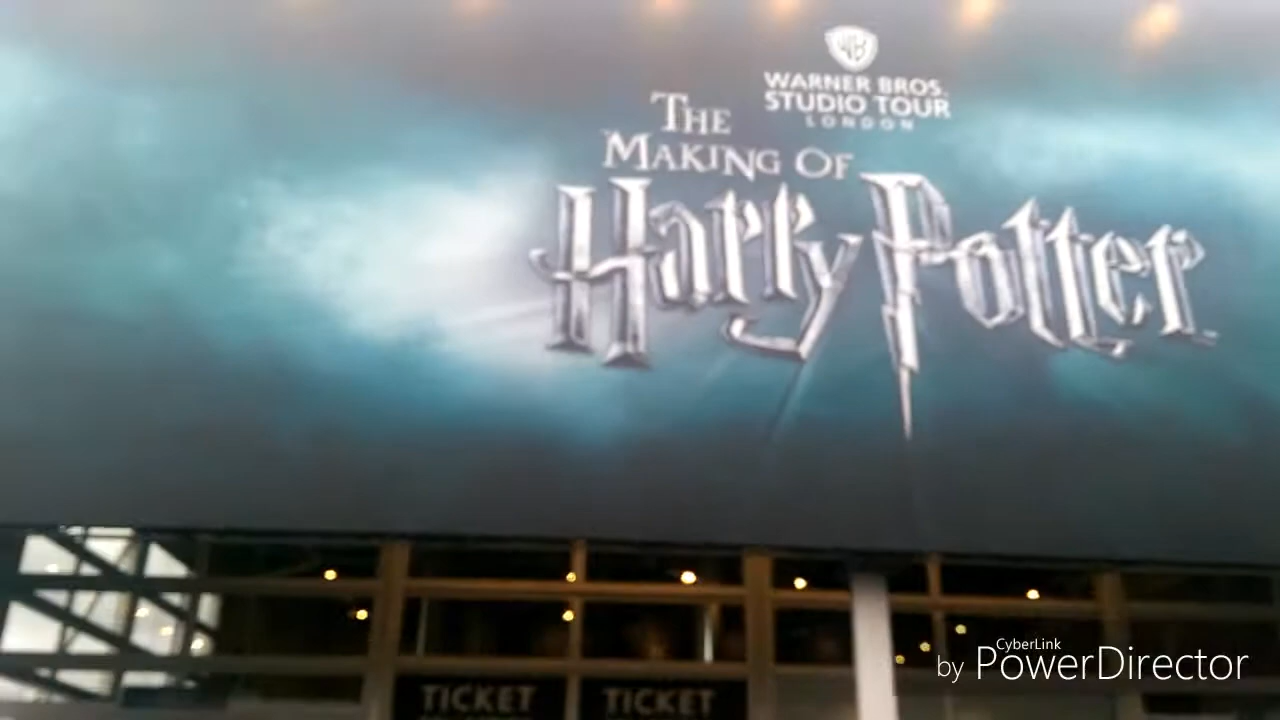 WARNER BROS.
STUDIO TOUR
LONDON
THE
MAKING OF
Harry Potter
TICKET
TICKET
CyberLink
by PowerDirector